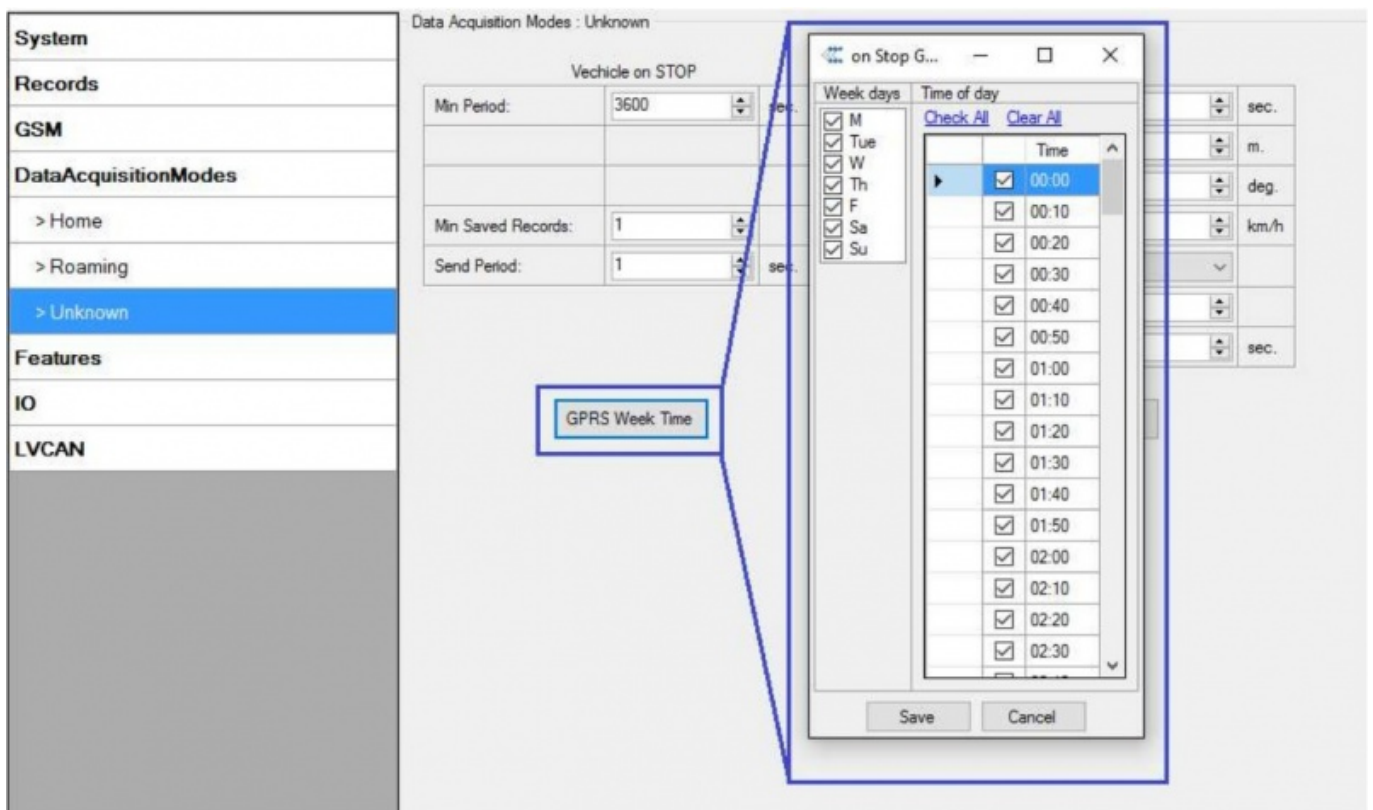 System
Records
GSM
DataAcquisitionModes
> Home
> Roaming
> Unknown
Features
IO
LVCAN
Data Acquisition Modes : Unknown
Vechicle on STOP
Min Period: 3600 sec.
Min Saved Records: 1
Send Period: 1 sec.
GPRS Week Time
sec.
m.
deg.
km/h
sec.
on Stop G...
Week days
M
Tue
W
Th
F
Sa
Su
Time of day
Check All Clear All
Time
00:00
00:10
00:20
00:30
00:40
00:50
01:00
01:10
01:20
01:30
01:40
01:50
02:00
02:10
02:20
02:30
Save Cancel